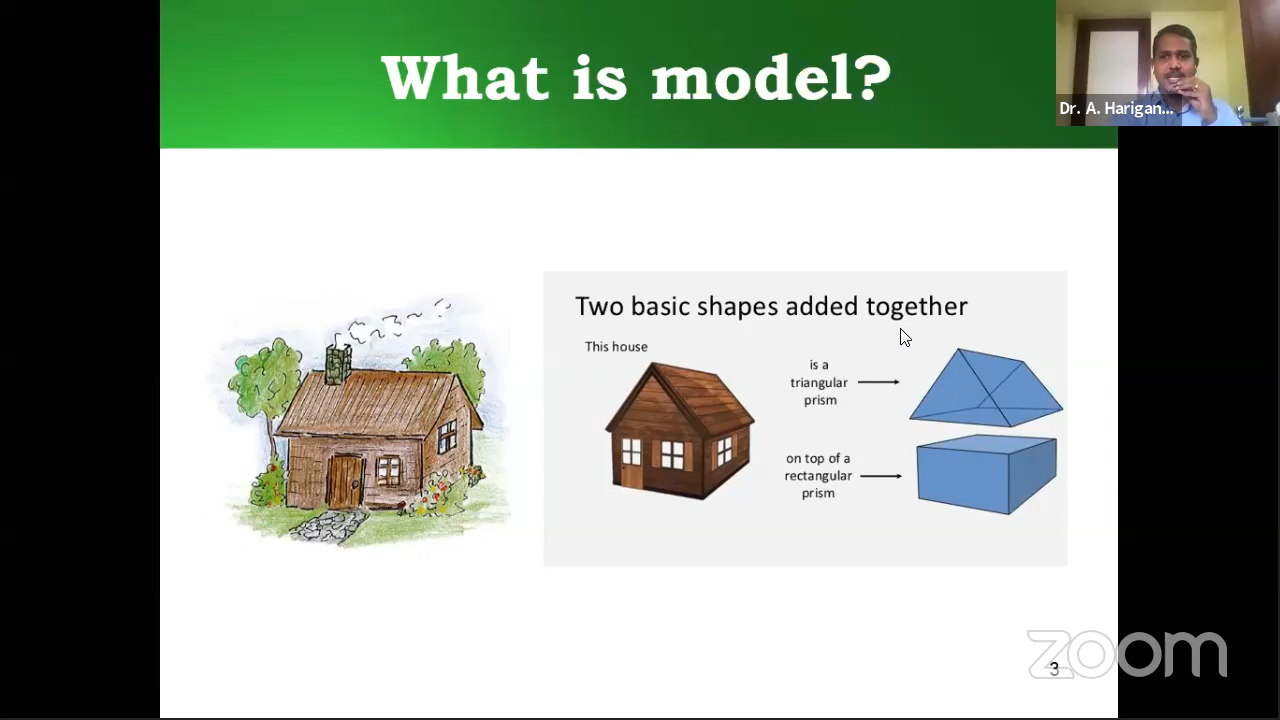 What is model?
Dr. A. Harigan...
Two basic shapes added together
This house
is a
triangular
prism
on top of a
rectangular
prism
3
zoom